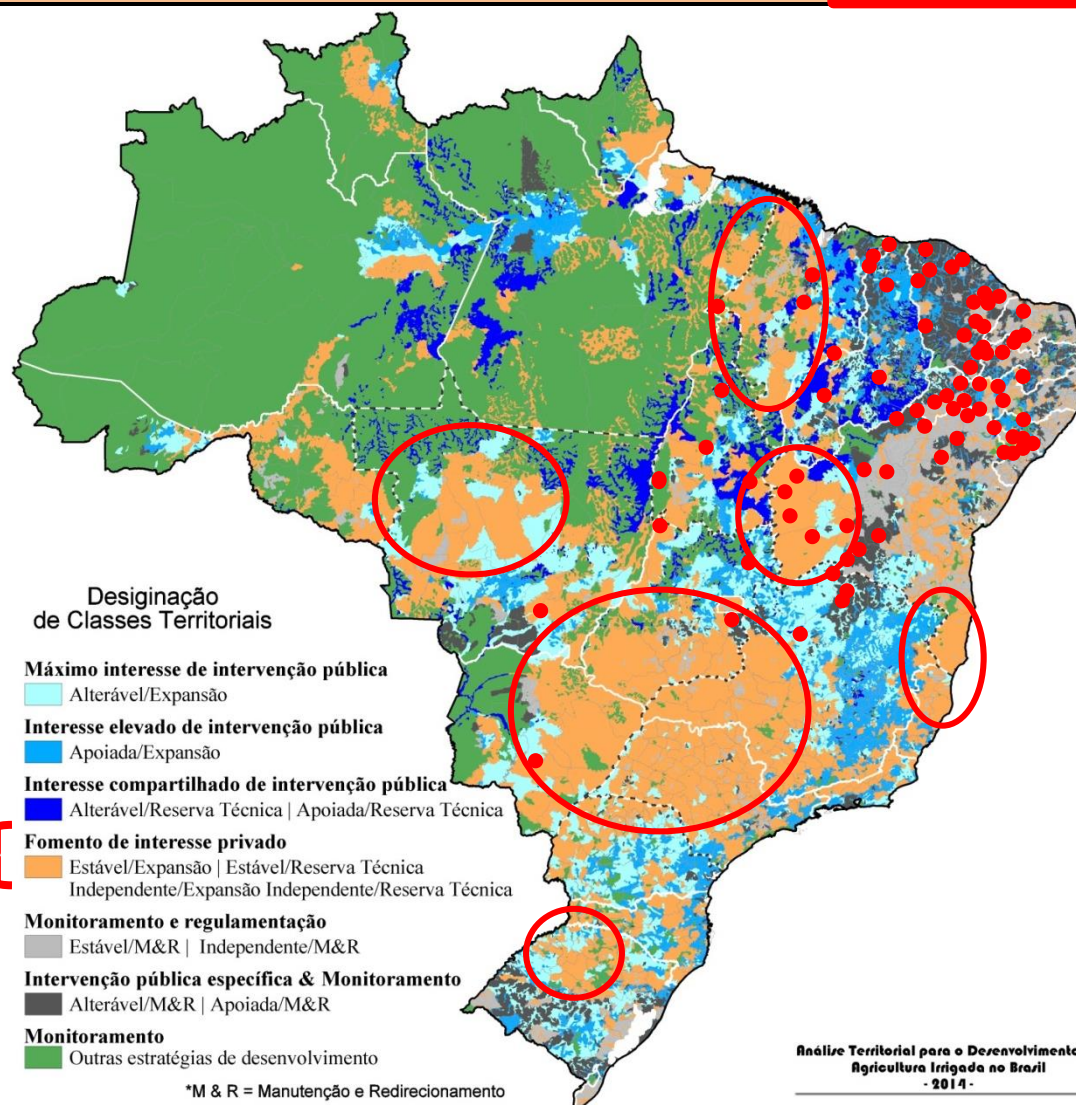 Desiginação
de Classes Territoriais
Máximo interesse de intervenção pública
Alterável/Expansão
Interesse elevado de intervenção pública
Apoiada/Expansão
Interesse compartilhado de intervenção pública
Alterável/Reserva Técnica | Apoiada/Reserva Técnica
Fomento de interesse privado
Estável/Expansão | Estável/Reserva Técnica
Independente/Expansão Independente/Reserva Técnica
Monitoramento e regulamentação
Estável/M&R | Independente/M&R
Intervenção pública específica & Monitoramento
Alterável/M&R | Apoiada/M&R
Monitoramento
Outras estratégias de desenvolvimento
*M & R = Manutenção e Redirecionamento
Análise Territorial para o Desenvolvimento
Agricultura Irrigada no Brasil
- 2014 -